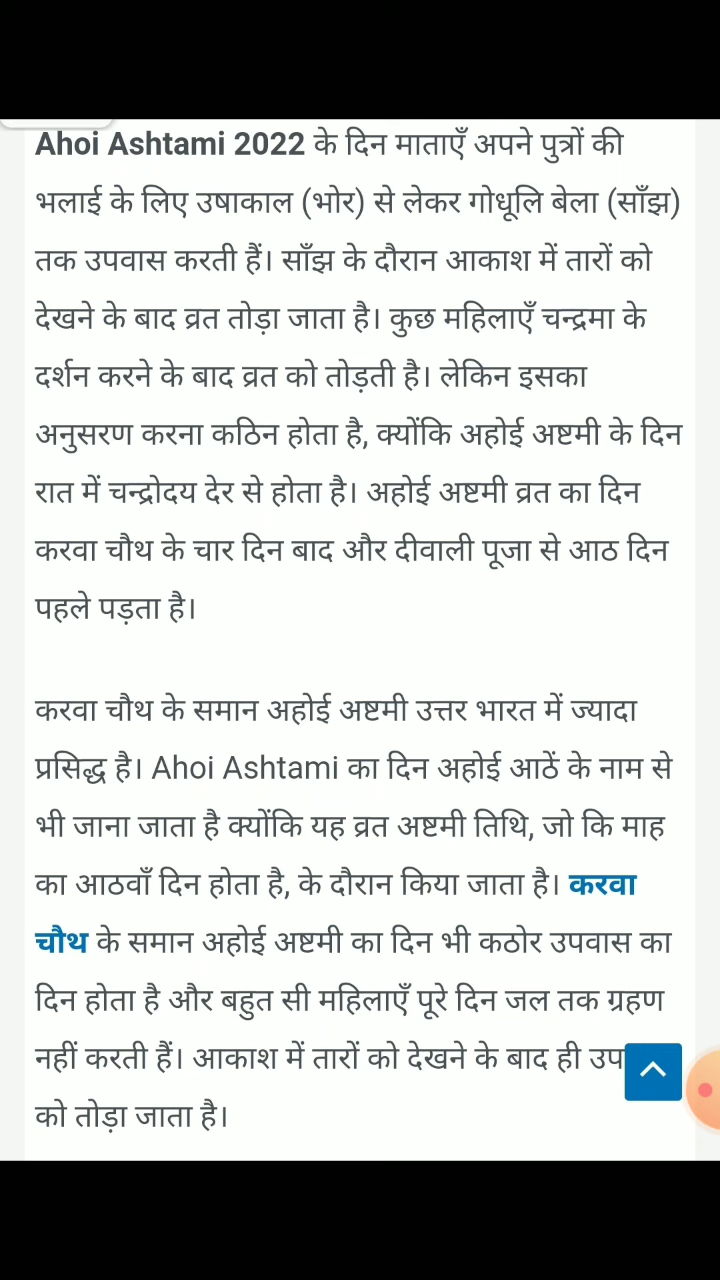 Ahoi Ashtami 2022 के दिन माताएँ अपने पुत्रों की
भलाई के लिए उषाकाल (भोर) से लेकर गोधूलि बेला (साँझ)
तक उपवास करती हैं। साँझ के दौरान आकाश में तारों को
देखने के बाद व्रत तोड़ा जाता है। कुछ महिलाएँ चन्द्रमा के
दर्शन करने के बाद व्रत को तोड़ती है। लेकिन इसका
अनुसरण करना कठिन होता है, क्योंकि अहोई अष्टमी के दिन
रात में चन्द्रोदय देर से होता है। अहोई अष्टमी व्रत का दिन
करवा चौथ के चार दिन बाद और दीवाली पूजा से आठ दिन
पहले पड़ता है।
करवा चौथ के समान अहोई अष्टमी उत्तर भारत में ज्यादा
प्रसिद्ध है। Ahoi Ashtami का दिन अहोई आठें के नाम से
भी जाना जाता है क्योंकि यह व्रत अष्टमी तिथि, जो कि माह
का आठवाँ दिन होता है, के दौरान किया जाता है। करवा
चौथ के समान अहोई अष्टमी का दिन भी कठोर उपवास का
दिन होता है और बहुत सी महिलाएँ पूरे दिन जल तक ग्रहण
नहीं करती हैं। आकाश में तारों को देखने के बाद ही उप
को तोड़ा जाता है।